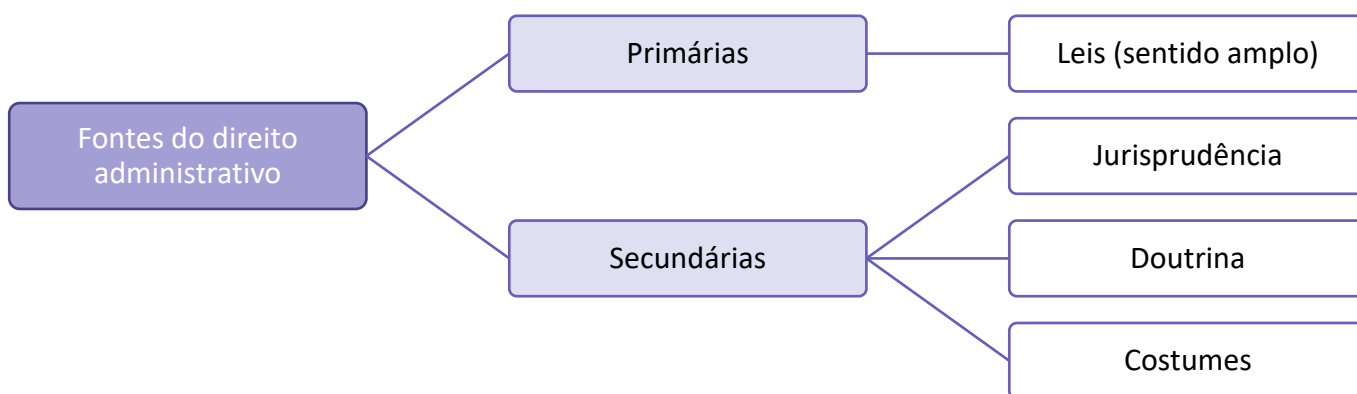 Primárias
Leis (sentido amplo)
Fontes do direito
administrativo
Jurisprudência
Secundárias
Doutrina
Costumes